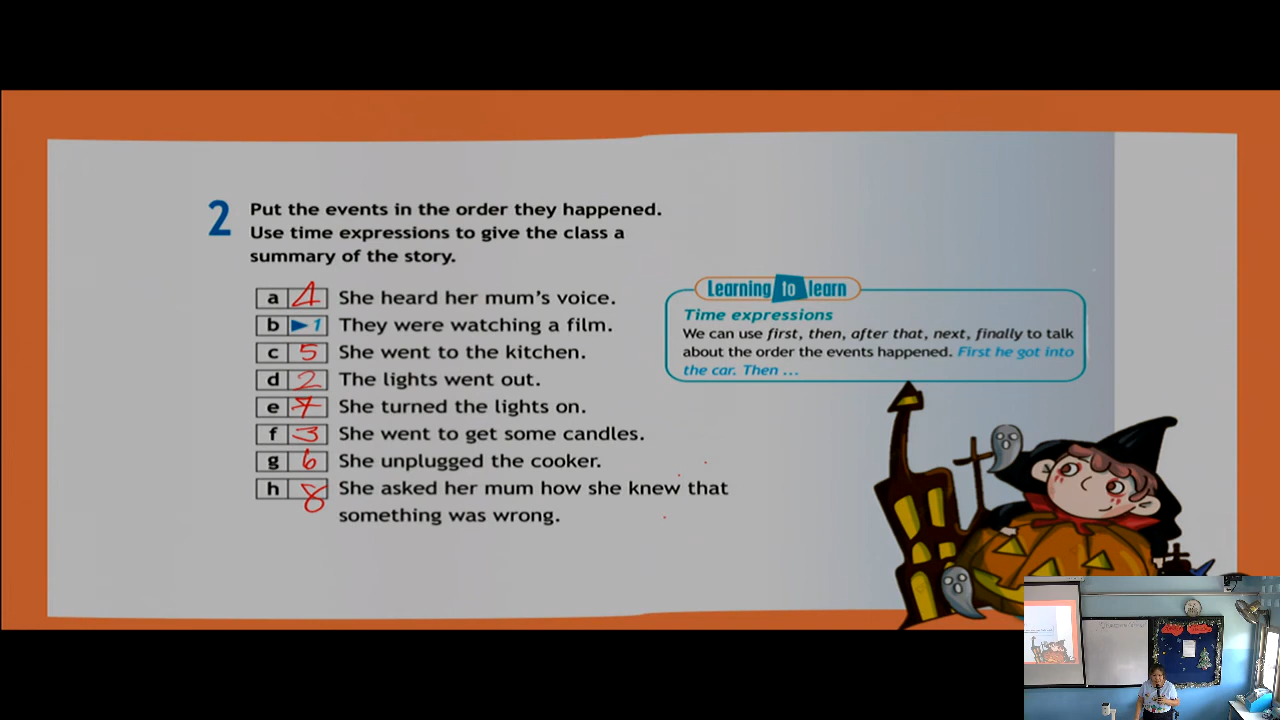 2 Put the events in the order they happened.
Use time expressions to give the class a
summary of the story.
a 4 She heard her mum's voice.
b ▶ 1 They were watching a film.
c 5 She went to the kitchen.
d 2 The lights went out.
e 7 She turned the lights on.
f 3 She went to get some candles.
g 6 She unplugged the cooker.
h 8 She asked her mum how she knew that
something was wrong.
Learning to learn
Time expressions
We can use first, then, after that, next, finally to talk
about the order the events happened. First he got into
the car. Then ...